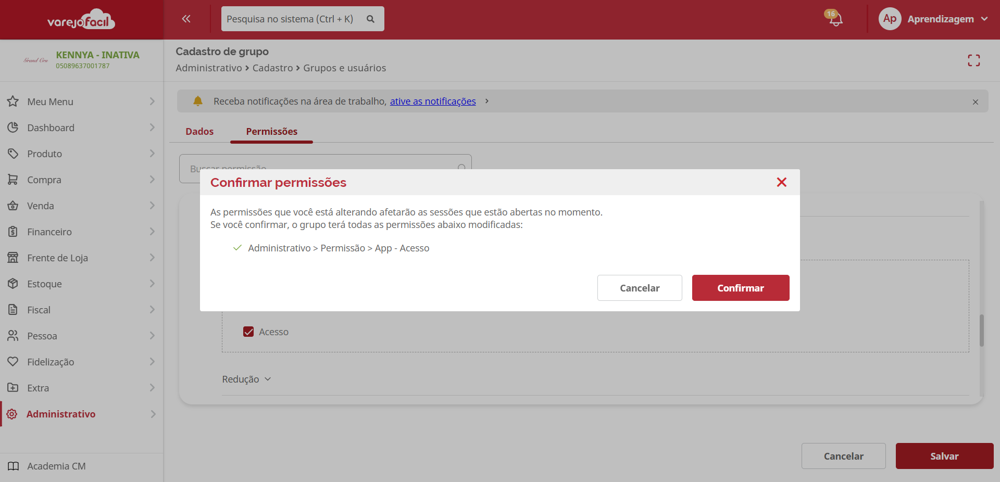 varejofacil
Pesquisa no sistema (Ctrl + K)
16
Ap
Aprendizagem
Grand Cru
KENNYA - INATIVA
05089637001787
Meu Menu
Dashboard
Produto
Compra
Venda
Financeiro
Frente de Loja
Estoque
Fiscal
Pessoa
Fidelização
Extra
Administrativo
Academia CM
Cadastro de grupo
Administrativo > Cadastro > Grupos e usuários
Receba notificações na área de trabalho, ative as notificações >
Dados
Permissões
Buscar permissão
Confirmar permissões
As permissões que você está alterando afetarão as sessões que estão abertas no momento.
Se você confirmar, o grupo terá todas as permissões abaixo modificadas:
Administrativo > Permissão > App - Acesso
Cancelar
Confirmar
Acesso
Redução
Cancelar
Salvar